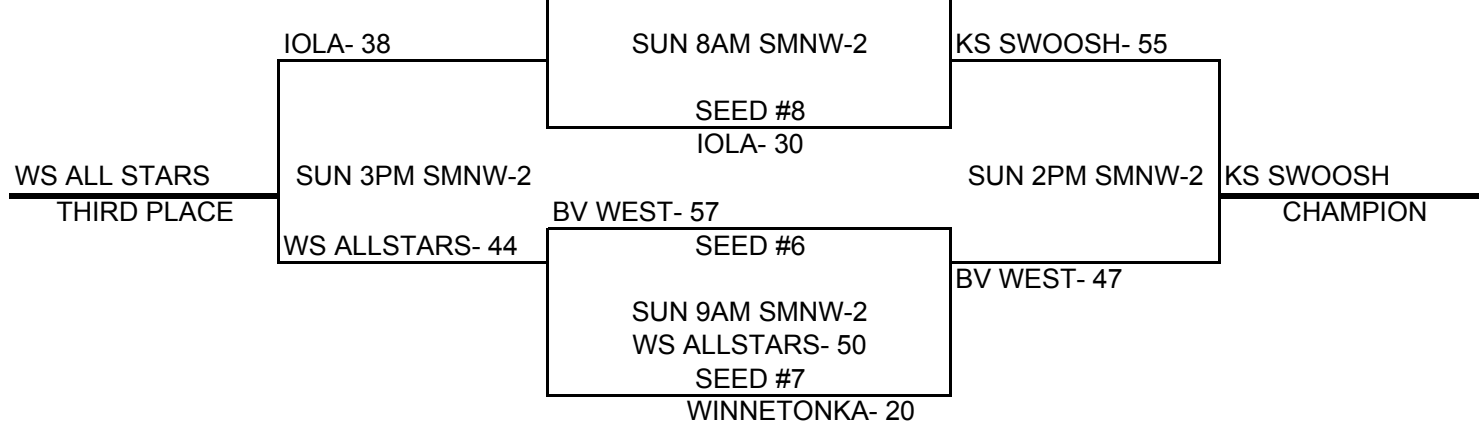 IOLA- 38
SUN 8AM SMNW-2
KS SWOOSH- 55
SEED #8
IOLA- 30
WS ALL STARS
SUN 3PM SMNW-2
SUN 2PM SMNW-2
KS SWOOSH
THIRD PLACE
BV WEST- 57
CHAMPION
WS ALLSTARS- 44
SEED #6
BV WEST- 47
SUN 9AM SMNW-2
WS ALLSTARS- 50
SEED #7
WINNETONKA- 20